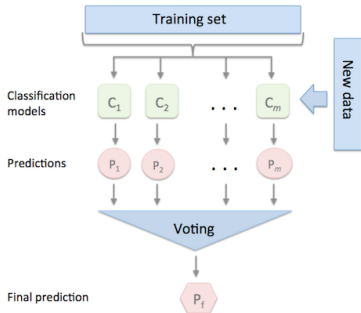 Training set
New data
Classification
models
C1 C2 . . . Cm
Predictions
P1 P2 . . . Pm
Voting
Final prediction
Pf